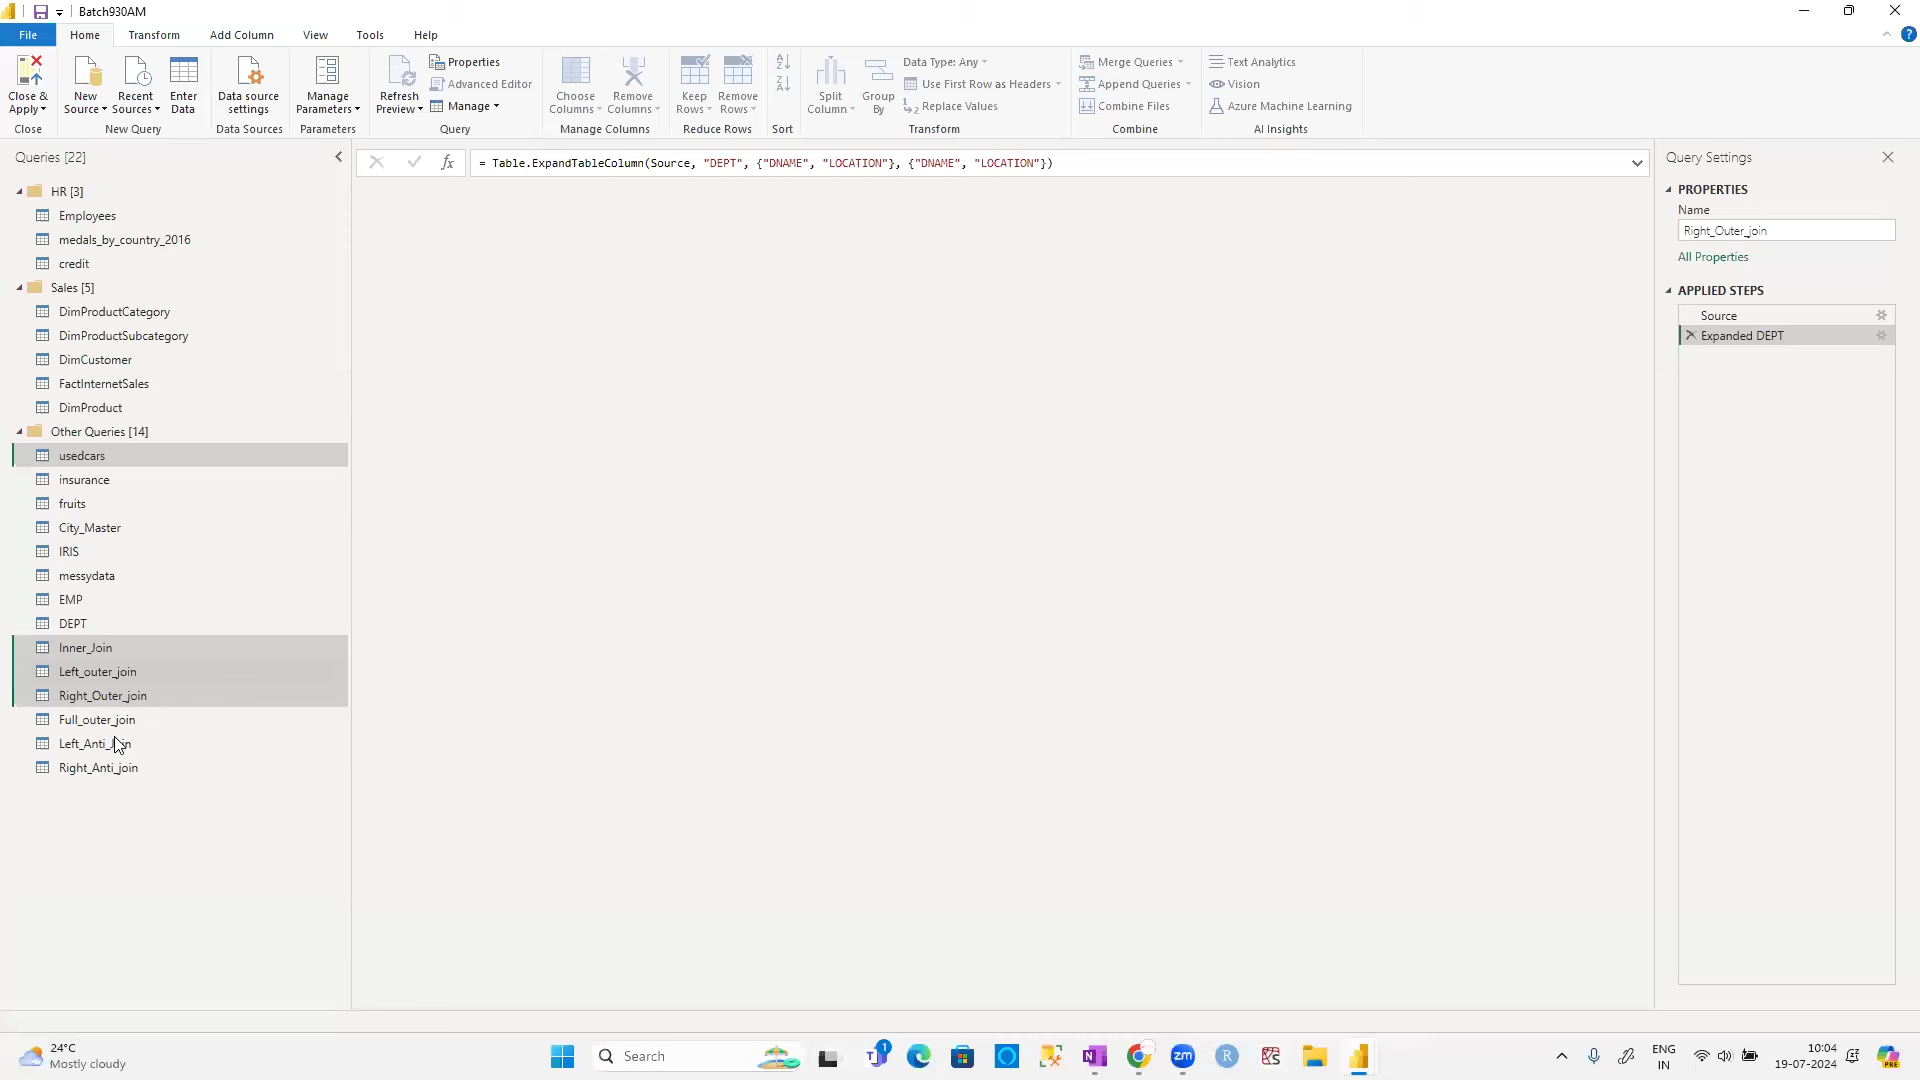 Batch930AM
File Home Transform Add Column View Tools Help
Close & Apply
New Source
Recent Sources
Enter Data
Data source settings
Manage Parameters
Refresh Preview
Properties
Advanced Editor
Manage
Choose Columns
Remove Columns
Keep Rows
Remove Rows
Split Column
Group By
Data Type: Any
Use First Row as Headers
Replace Values
Merge Queries
Append Queries
Combine Files
Text Analytics
Vision
Azure Machine Learning
Close New Query Data Sources Parameters Query Manage Columns Reduce Rows Sort Transform Combine AI Insights
Queries [22]
= Table.ExpandTableColumn(Source, "DEPT", {"DNAME", "LOCATION"}, {"DNAME", "LOCATION"})
HR [3]
Employees
medals_by_country_2016
credit
Sales [5]
DimProductCategory
DimProductSubcategory
DimCustomer
FactInternetSales
DimProduct
Other Queries [14]
usedcars
insurance
fruits
City_Master
IRIS
messydata
EMP
DEPT
Inner_Join
Left_outer_join
Right_Outer_join
Full_outer_join
Right_Anti_join
Query Settings
PROPERTIES
Name
Right_Outer_join
All Properties
APPLIED STEPS
Source
Expanded DEPT
24°C
Mostly cloudy
Search
1
zm
R
ENG
IN
10:04
19-07-2024
PRE